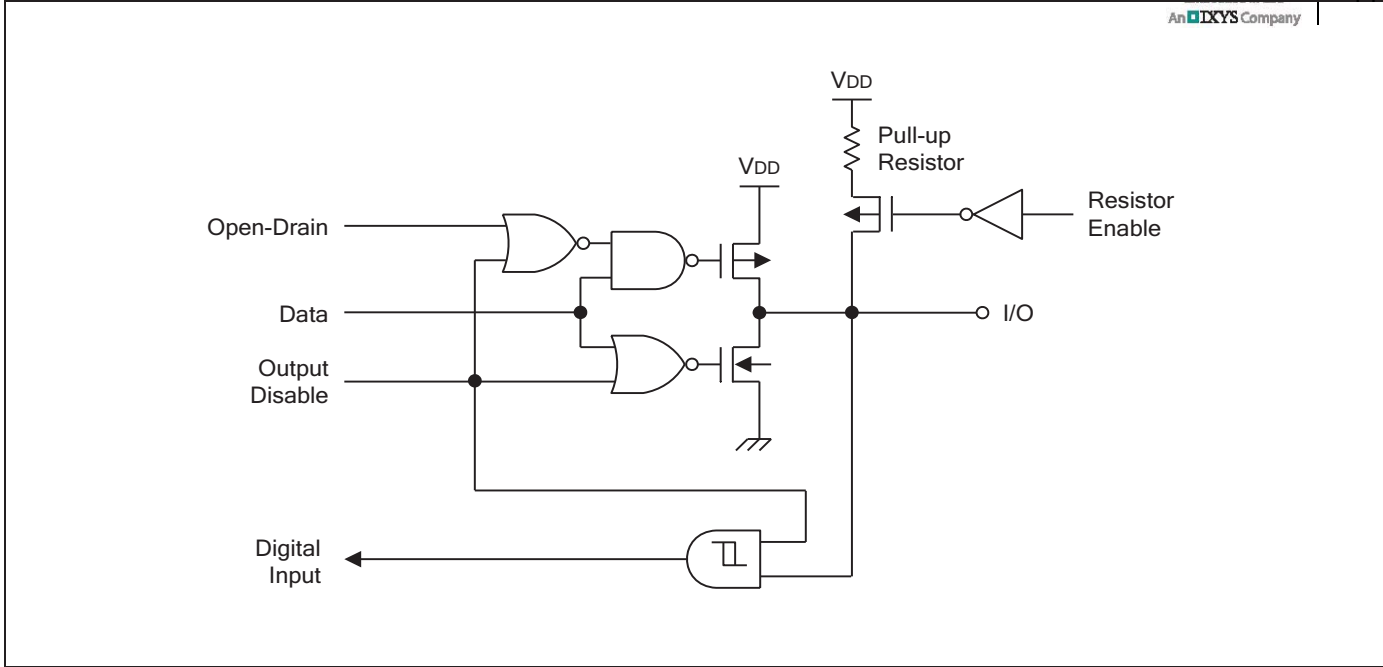 An IXYS Company
VDD
Pull-up
Resistor
VDD
Resistor
Enable
Open-Drain
Data
I/O
Output
Disable
Digital
Input